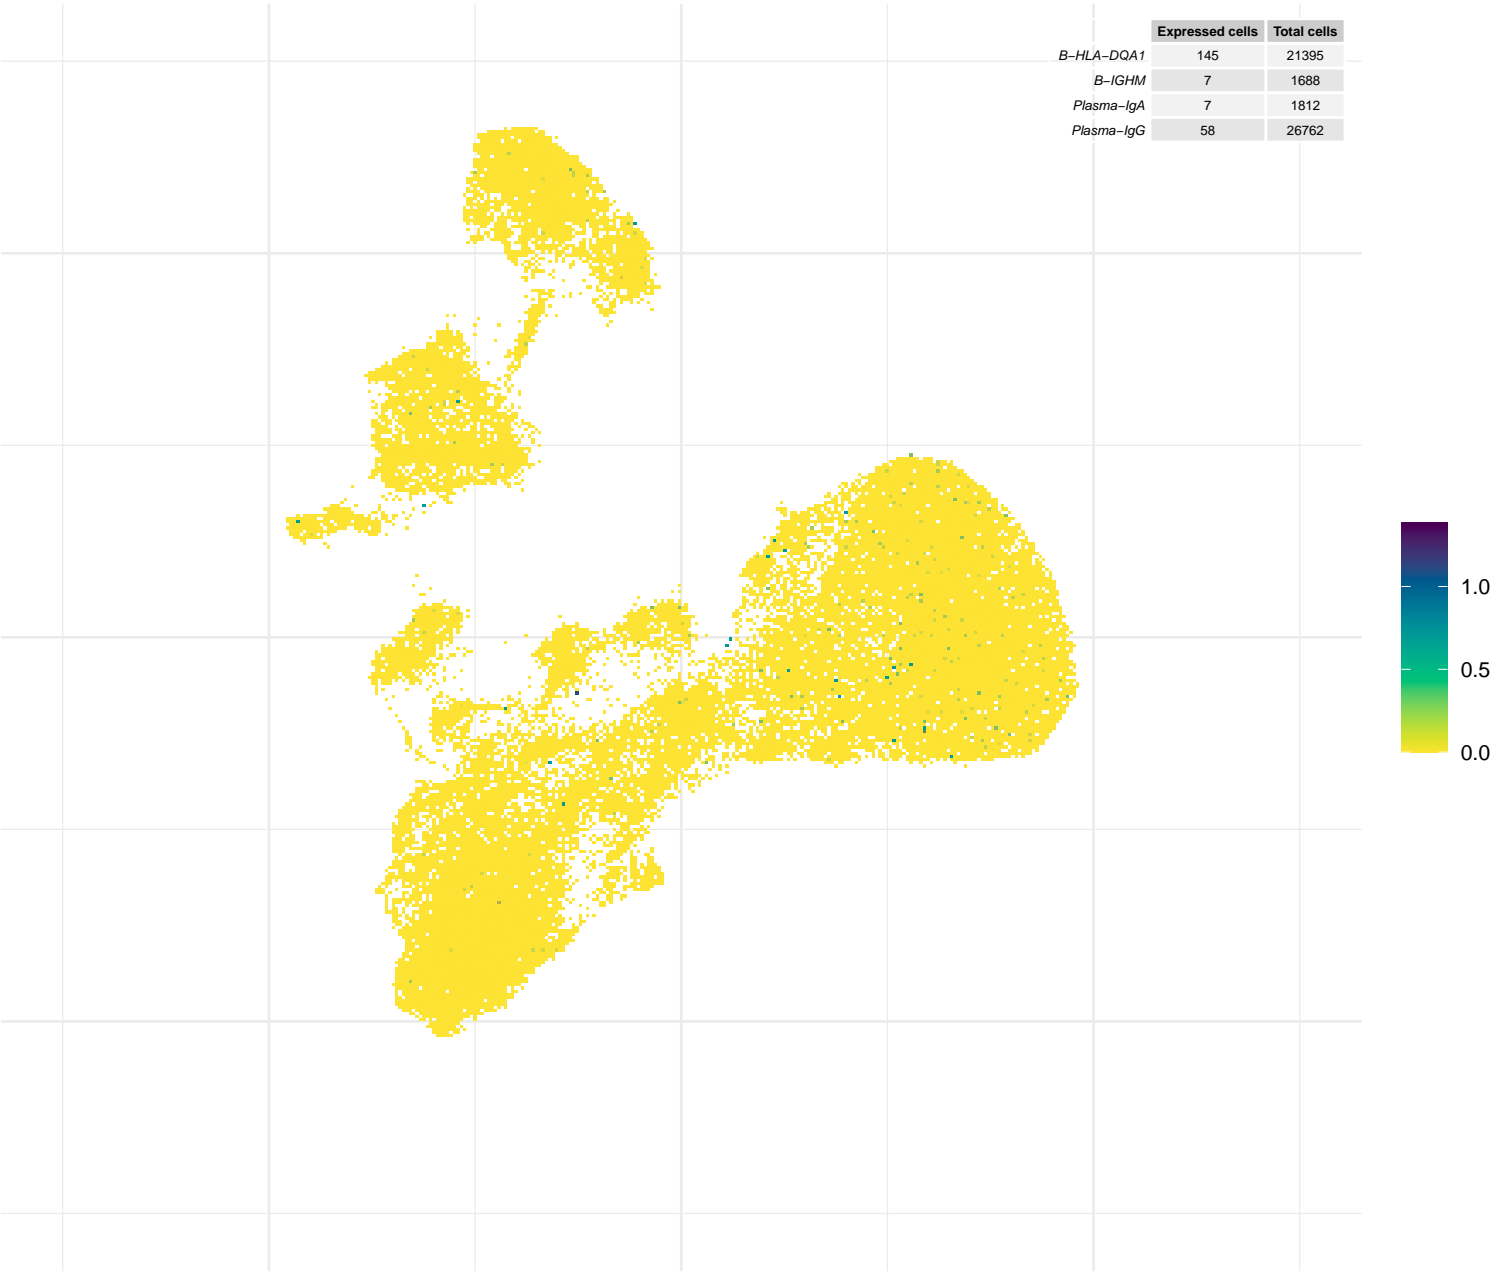 Expressed cells Total cells
B−HLA−DQA1 145 21395
B−IGHM 7 1688
Plasma−IgA 7 1812
Plasma−IgG 58 26762
1.0
0.5
0.0